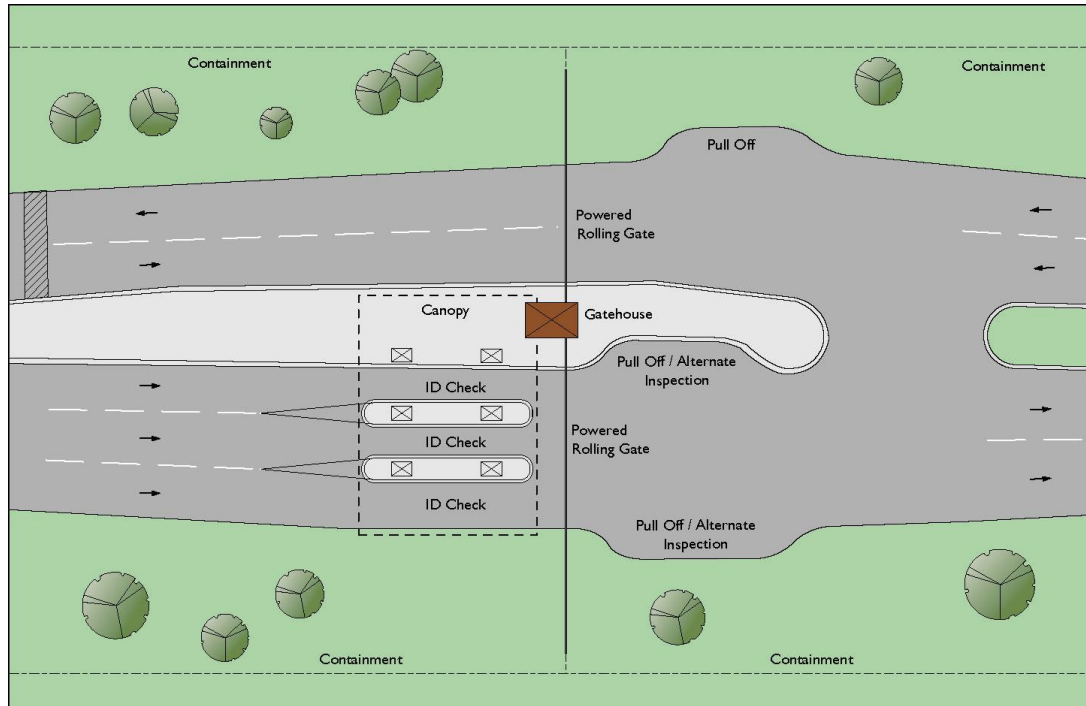 Containment
Containment
Pull Off
Powered
Rolling Gate
Canopy
Gatehouse
Pull Off / Alternate
Inspection
ID Check
ID Check
Powered
Rolling Gate
ID Check
Pull Off / Alternate
Inspection
Containment
Containment